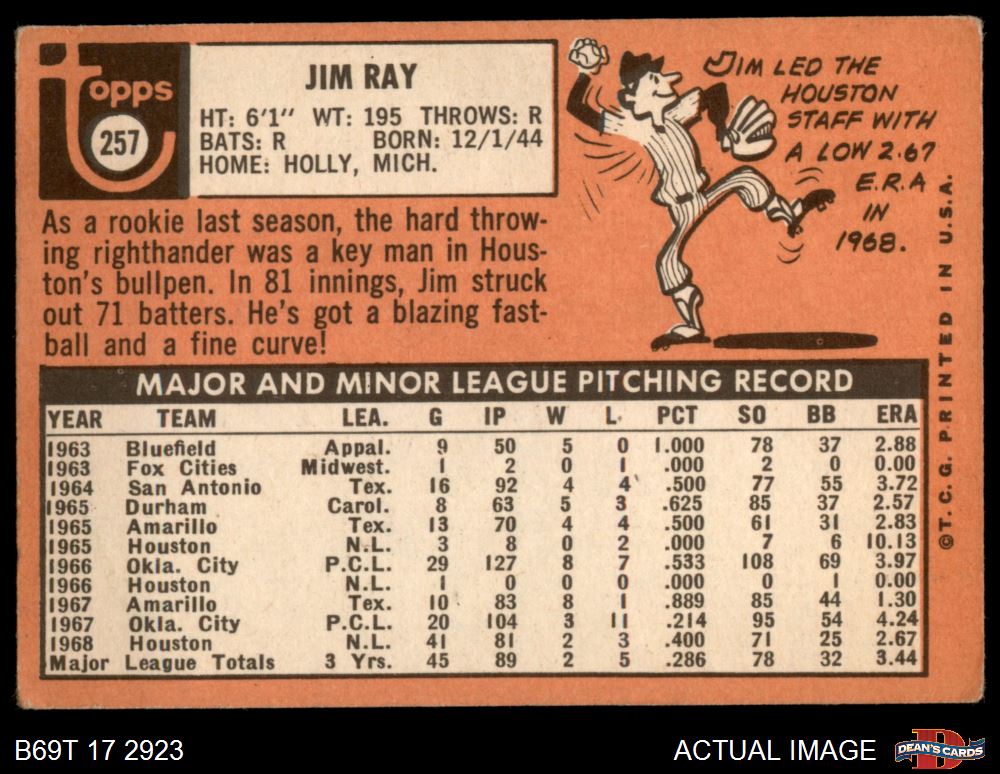 Topps
257
JIM RAY
HT: 6'1" WT: 195 THROWS: R
BATS: R BORN: 12/1/44
HOME: HOLLY, MICH.
As a rookie last season, the hard throw-
ing righthander was a key man in Hous-
ton's bullpen. In 81 innings, Jim struck
out 71 batters. He's got a blazing fast-
ball and a fine curve!
JIM LED THE
HOUSTON
STAFF WITH
A LOW 2.67
E.R.A
IN
1968.
©T.C.G. PRINTED IN U.S.A.
MAJOR AND MINOR LEAGUE PITCHING RECORD
YEAR TEAM LEA. G IP W L PCT SO BB ERA
1963 Bluefield Appal. 9 50 5 0 1.000 78 37 2.88
1963 Fox Cities Midwest. 1 2 0 1 .000 2 0 0.00
1964 San Antonio Tex. 16 92 4 4 .500 77 55 3.72
1965 Durham Carol. 8 63 5 3 .625 85 37 2.57
1965 Amarillo Tex. 13 70 4 4 .500 61 31 2.83
1965 Houston N.L. 3 8 0 2 .000 7 6 10.13
1966 Okla. City P.C.L. 29 127 8 7 .533 108 69 3.97
1966 Houston N.L. 1 0 0 0 .000 0 1 0.00
1967 Amarillo Tex. 10 83 8 1 .889 85 44 1.30
1967 Okla. City P.C.L. 20 104 3 11 .214 95 54 4.24
1968 Houston N.L. 41 81 2 3 .400 71 25 2.67
Major League Totals 3 Yrs. 45 89 2 5 .286 78 32 3.44
B69T 17 2923
ACTUAL IMAGE
D
DEAN'S CARDS